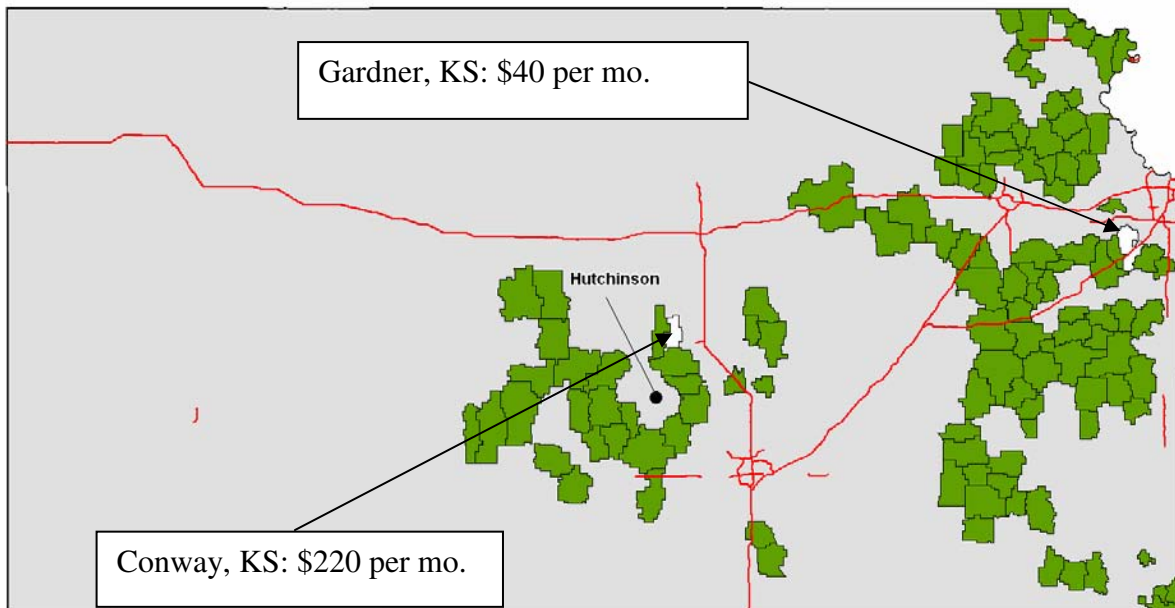 Gardner, KS: $40 per mo.
Hutchinson
Conway, KS: $220 per mo.